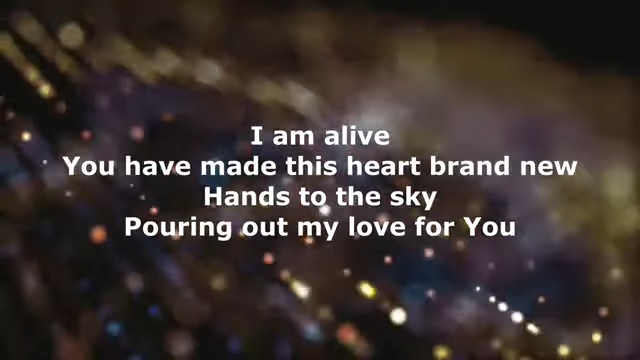 I am alive
You have made this heart brand new
Hands to the sky
Pouring out my love for You